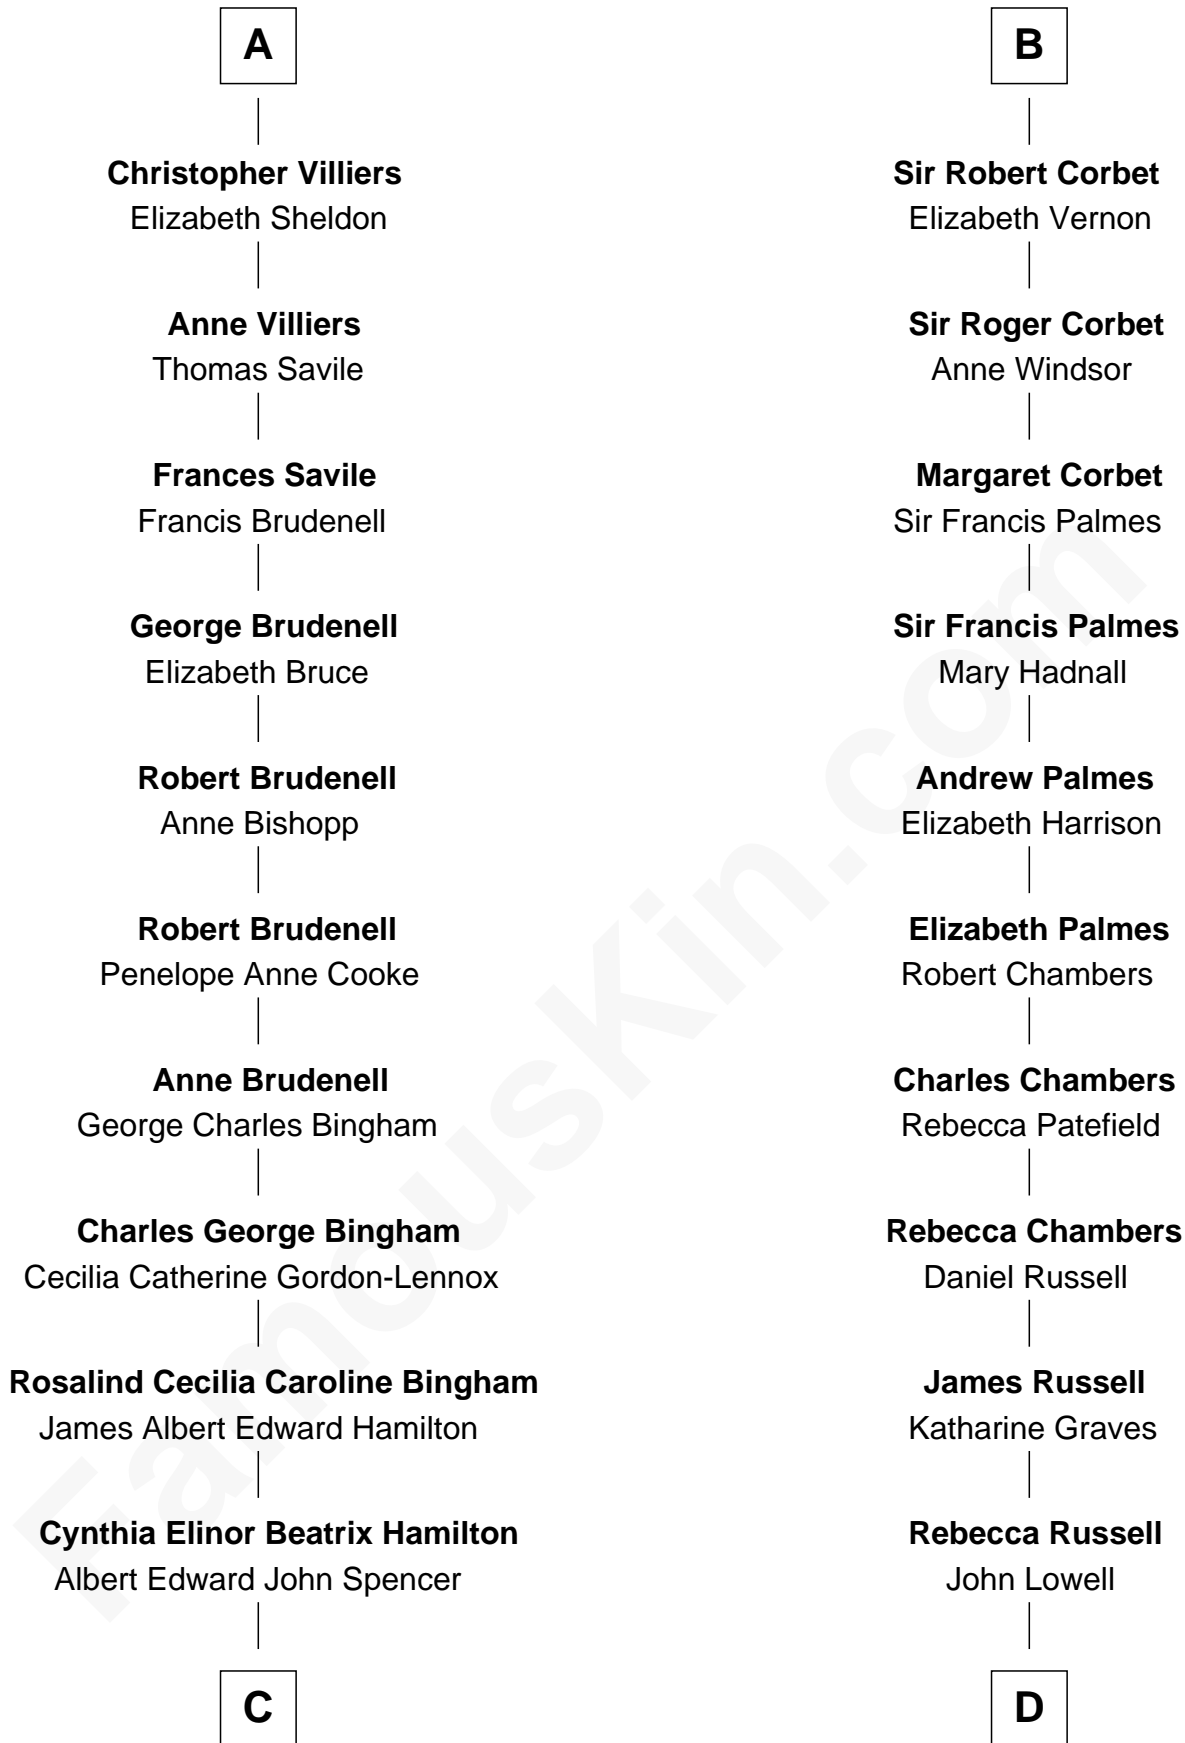 A
Christopher Villiers
Elizabeth Sheldon
Anne Villiers
Thomas Savile
Frances Savile
Francis Brudenell
George Brudenell
Elizabeth Bruce
Robert Brudenell
Anne Bishopp
Robert Brudenell
Penelope Anne Cooke
Anne Brudenell
George Charles Bingham
Charles George Bingham
Cecilia Catherine Gordon-Lennox
Rosalind Cecilia Caroline Bingham
James Albert Edward Hamilton
Cynthia Elinor Beatrix Hamilton
Albert Edward John Spencer
C
B
Sir Robert Corbet
Elizabeth Vernon
Sir Roger Corbet
Anne Windsor
Margaret Corbet
Sir Francis Palmes
Sir Francis Palmes
Mary Hadnall
Andrew Palmes
Elizabeth Harrison
Elizabeth Palmes
Robert Chambers
Charles Chambers
Rebecca Patefield
Rebecca Chambers
Daniel Russell
James Russell
Katharine Graves
Rebecca Russell
John Lowell
D
FamousKin.com